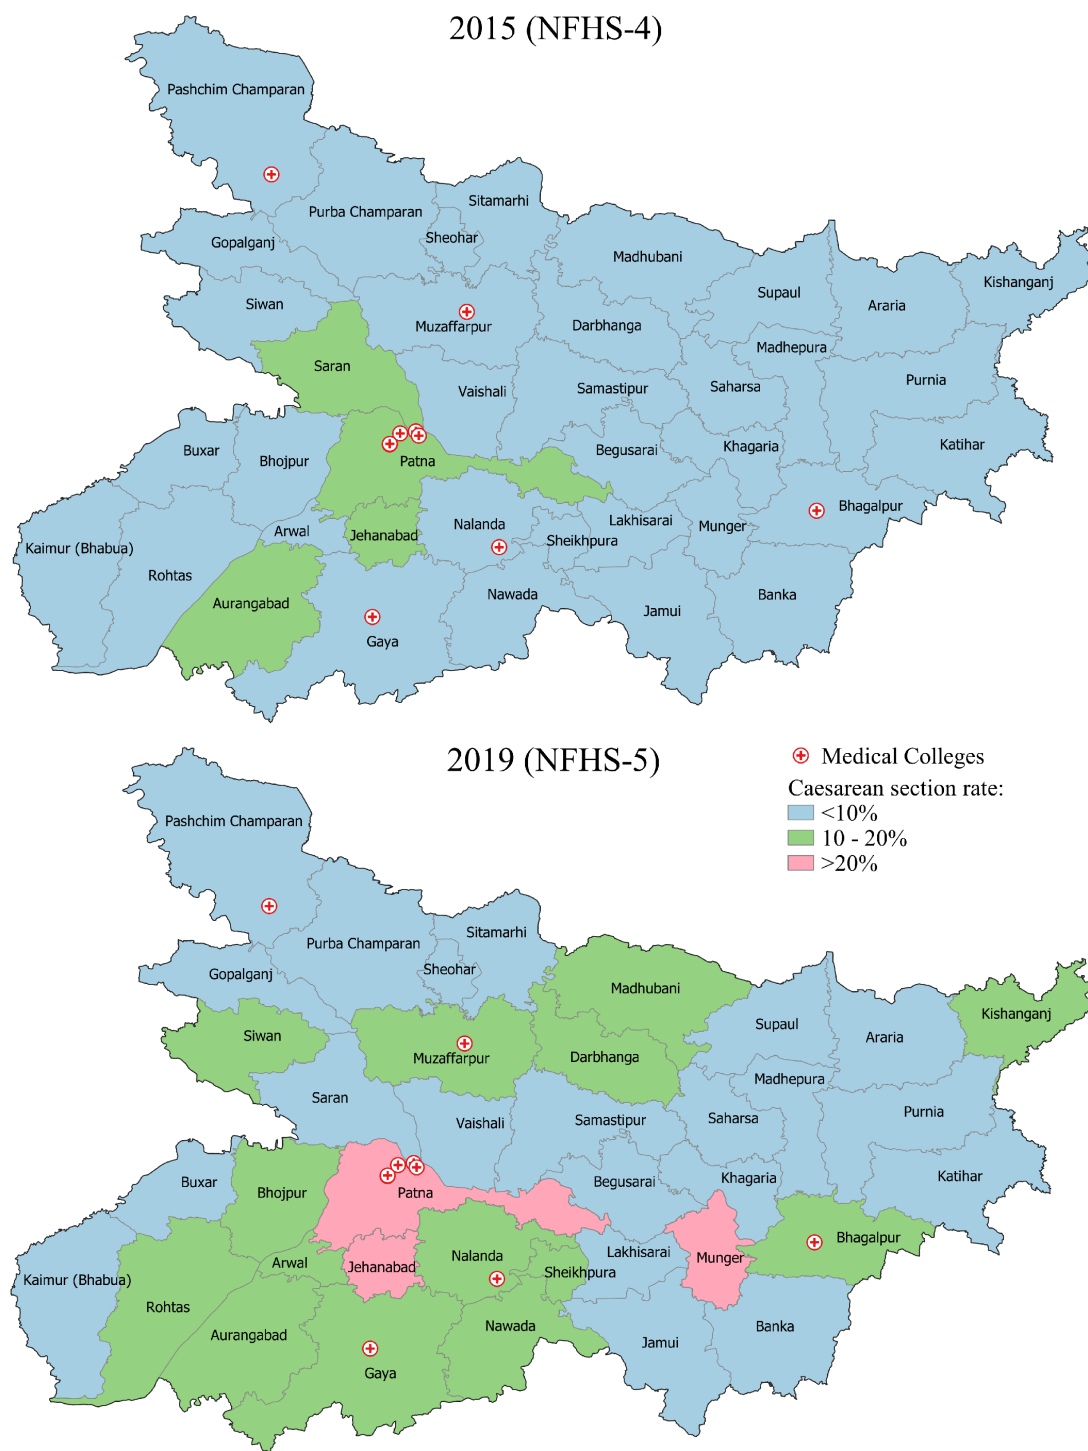 2015 (NFHS-4)
Pashchim Champaran
Sitamarhi
Purba Champaran
Sheohar
Gopalganj
Madhubani
Kishanganj
Supaul
Siwan
Araria
Muzaffarpur
Darbhanga
Madhepura
Saran
Purnia
Vaishali
Samastipur
Saharsa
Katihar
Buxar
Begusarai
Khagaria
Bhojpur
Patna
Bhagalpur
Lakhisarai
Nalanda
Munger
Arwal
Jehanabad
Sheikhpura
Kaimur (Bhabua)
Rohtas
Nawada
Banka
Aurangabad
Jamui
Gaya
2019 (NFHS-5)
Medical Colleges
Caesarean section rate:
<10%
10 - 20%
>20%
Pashchim Champaran
Sitamarhi
Purba Champaran
Sheohar
Gopalganj
Madhubani
Kishanganj
Supaul
Siwan
Araria
Muzaffarpur
Darbhanga
Madhepura
Saran
Purnia
Vaishali
Samastipur
Saharsa
Katihar
Buxar
Begusarai
Khagaria
Bhojpur
Patna
Bhagalpur
Lakhisarai
Nalanda
Munger
Arwal
Jehanabad
Sheikhpura
Kaimur (Bhabua)
Rohtas
Nawada
Banka
Aurangabad
Jamui
Gaya